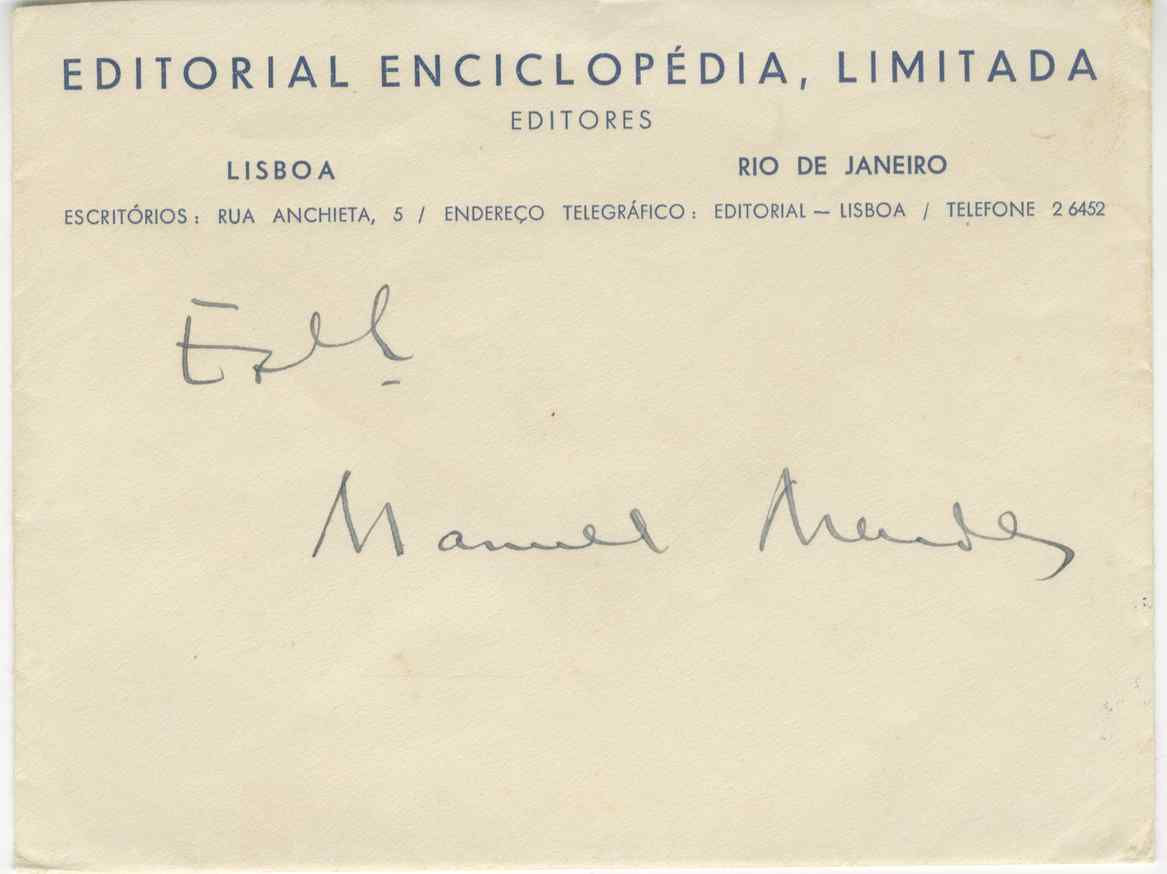 EDITORIAL ENCICLOPÉDIA, LIMITADA
EDITORES
LISBOA RIO DE JANEIRO
ESCRITÓRIOS : RUA ANCHIETA, 5 / ENDEREÇO TELEGRÁFICO : EDITORIAL — LISBOA / TELEFONE 2 6452
Manuel Mendes